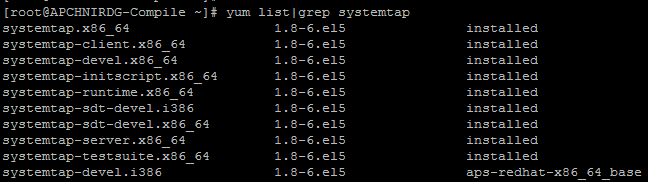 [root@APCHNIRDG-Compile ~]# yum list|grep systemtap
systemtap.x86_64 1.8-6.el5 installed
systemtap-client.x86_64 1.8-6.el5 installed
systemtap-devel.x86_64 1.8-6.el5 installed
systemtap-initscript.x86_64 1.8-6.el5 installed
systemtap-runtime.x86_64 1.8-6.el5 installed
systemtap-sdt-devel.i386 1.8-6.el5 installed
systemtap-sdt-devel.x86_64 1.8-6.el5 installed
systemtap-server.x86_64 1.8-6.el5 installed
systemtap-testsuite.x86_64 1.8-6.el5 installed
systemtap-devel.i386 1.8-6.el5 aps-redhat-x86_64_base